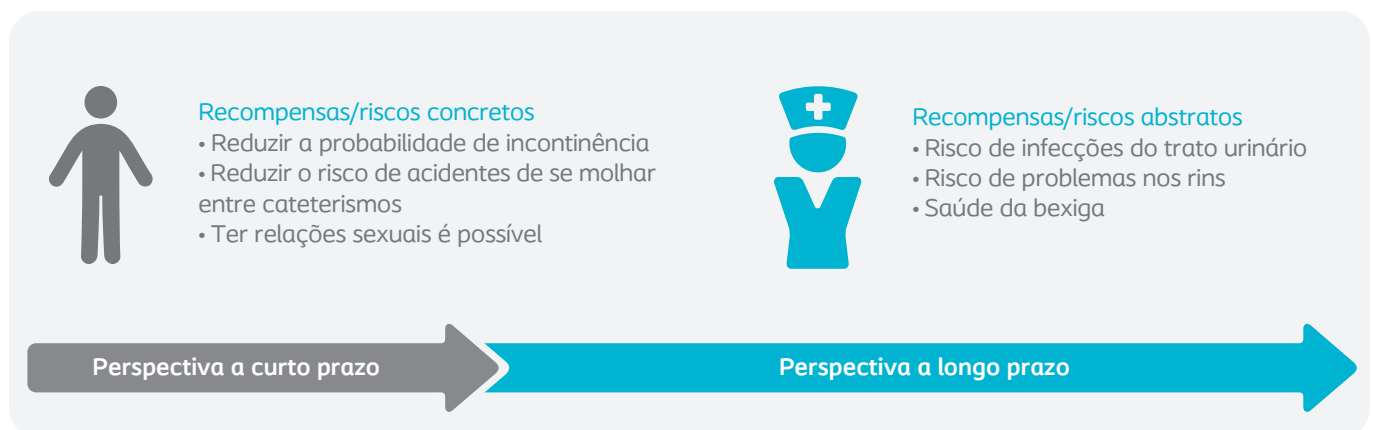 Recompensas/riscos concretos
• Reduzir a probabilidade de incontinência
• Reduzir o risco de acidentes de se molhar
entre cateterismos
• Ter relações sexuais é possível
Recompensas/riscos abstratos
• Risco de infecções do trato urinário
• Risco de problemas nos rins
• Saúde da bexiga
Perspectiva a curto prazo
Perspectiva a longo prazo